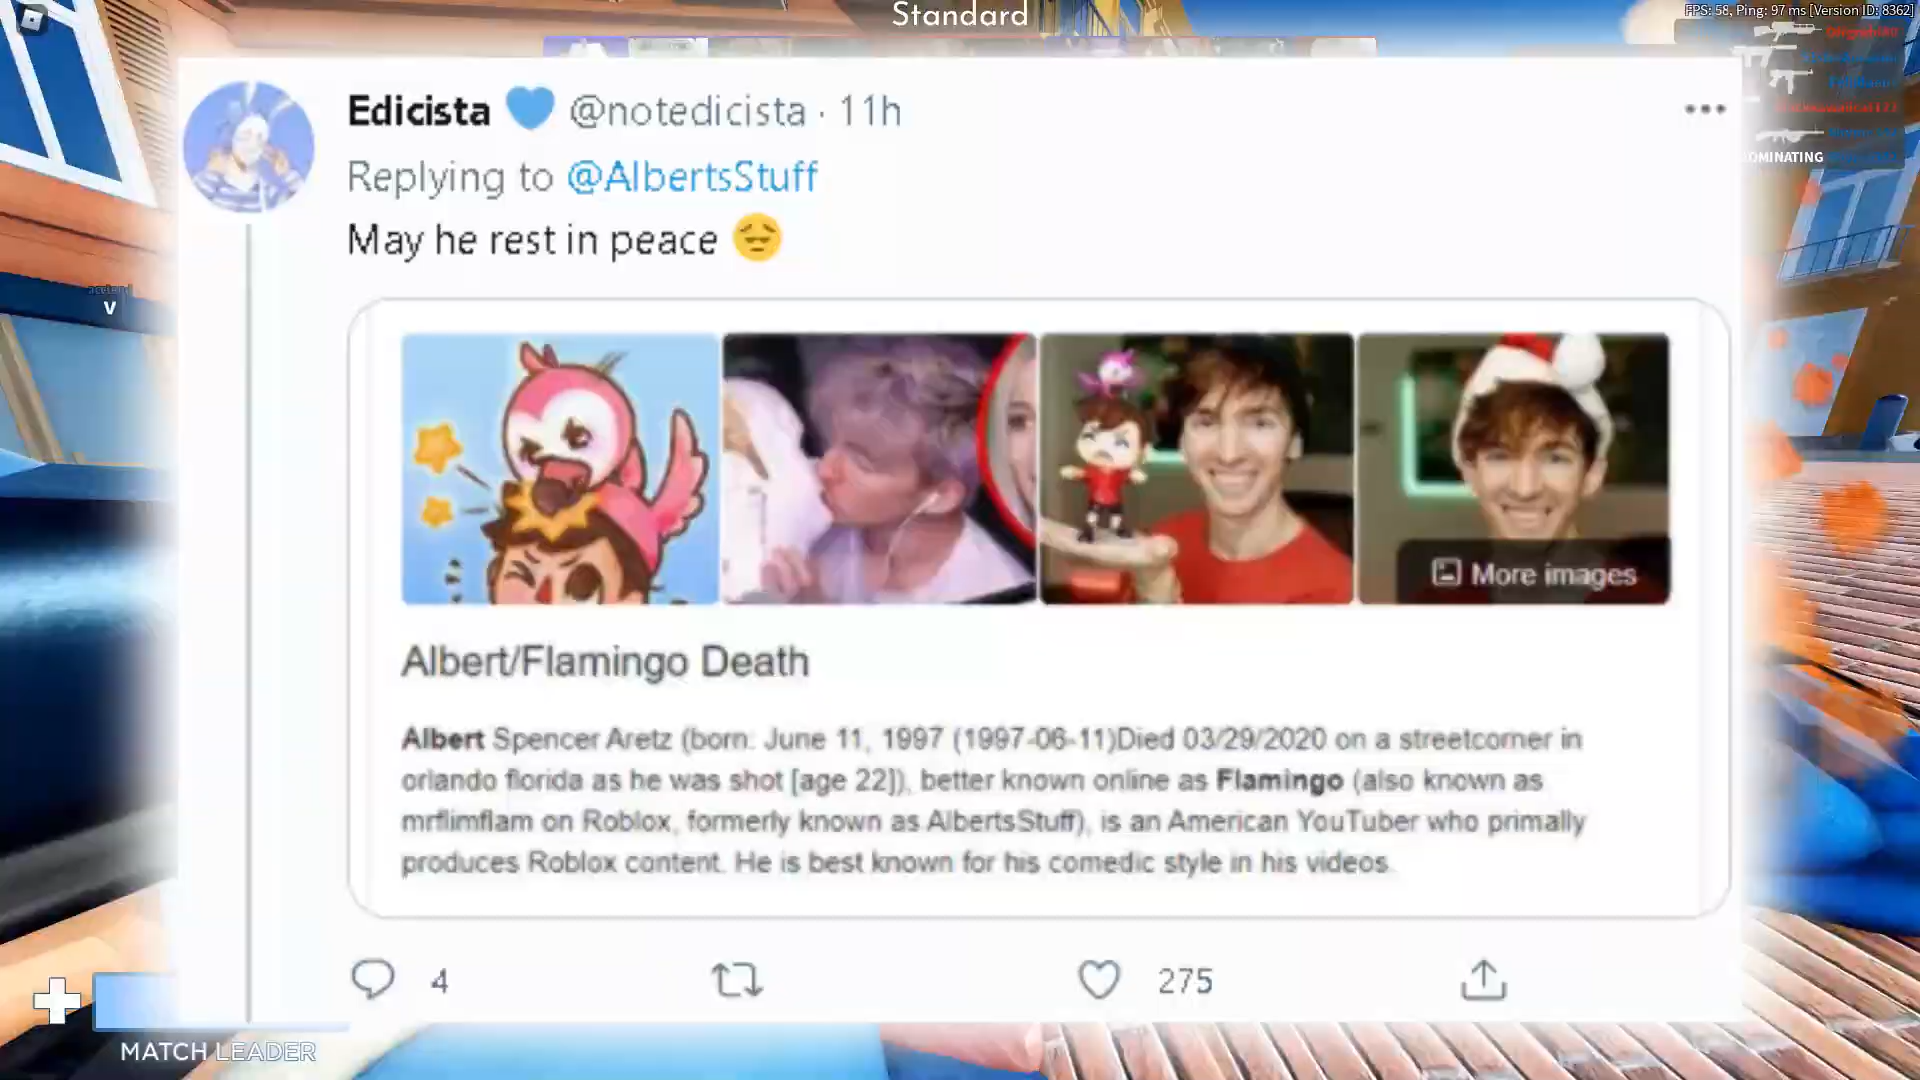 Standard
FPS: 58, Ping: 97 ms [Version ID: 8362]
Edicista 💙 @notedicista · 11h
Replying to @AlbertsStuff
May he rest in peace 😔
OMINATING
V
More images
Albert/Flamingo Death
Albert Spencer Aretz (born: June 11, 1997 (1997-06-11)Died 03/29/2020 on a streetcorner in
orlando florida as he was shot [age 22]), better known online as Flamingo (also known as
mrflimflam on Roblox, formerly known as AlbertsStuff), is an American YouTuber who primally
produces Roblox content. He is best known for his comedic style in his videos.
4
275
MATCH LEADER